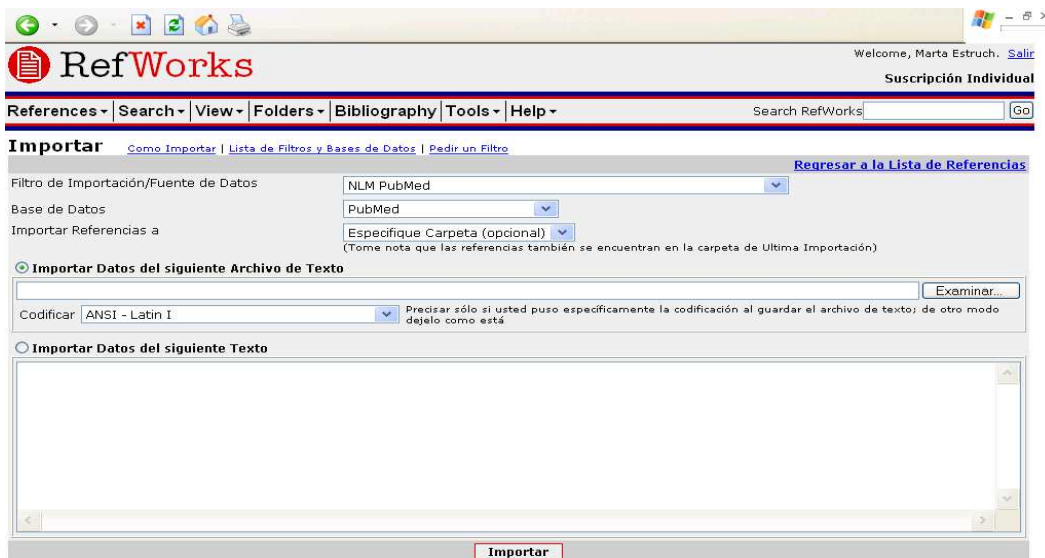 RefWorks
Welcome, Marta Estruch. Salir
Suscripción Individual
References Search View Folders Bibliography Tools Help Search RefWorks Go
Importar Como Importar | Lista de Filtros y Bases de Datos | Pedir un Filtro
Regresar a la Lista de Referencias
Filtro de Importación/Fuente de Datos NLM PubMed
Base de Datos PubMed
Importar Referencias a Especifique Carpeta (opcional)
(Tome nota que las referencias también se encuentran en la carpeta de Ultima Importación)
Importar Datos del siguiente Archivo de Texto
Examinar...
Codificar ANSI - Latin I Precisar sólo si usted puso específicamente la codificación al guardar el archivo de texto; de otro modo
dejelo como está
Importar Datos del siguiente Texto
Importar